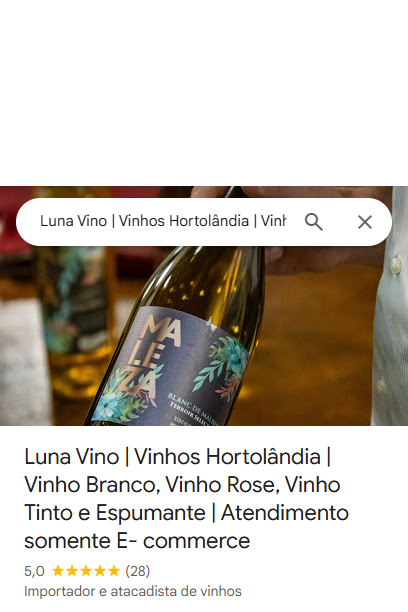 Luna Vino | Vinhos Hortolândia | Vinh
MA
LE
ZA
BLANC DE MALBEC
TERROIR SELECT
Luna Vino | Vinhos Hortolândia |
Vinho Branco, Vinho Rose, Vinho
Tinto e Espumante | Atendimento
somente E- commerce
5,0 (28)
Importador e atacadista de vinhos